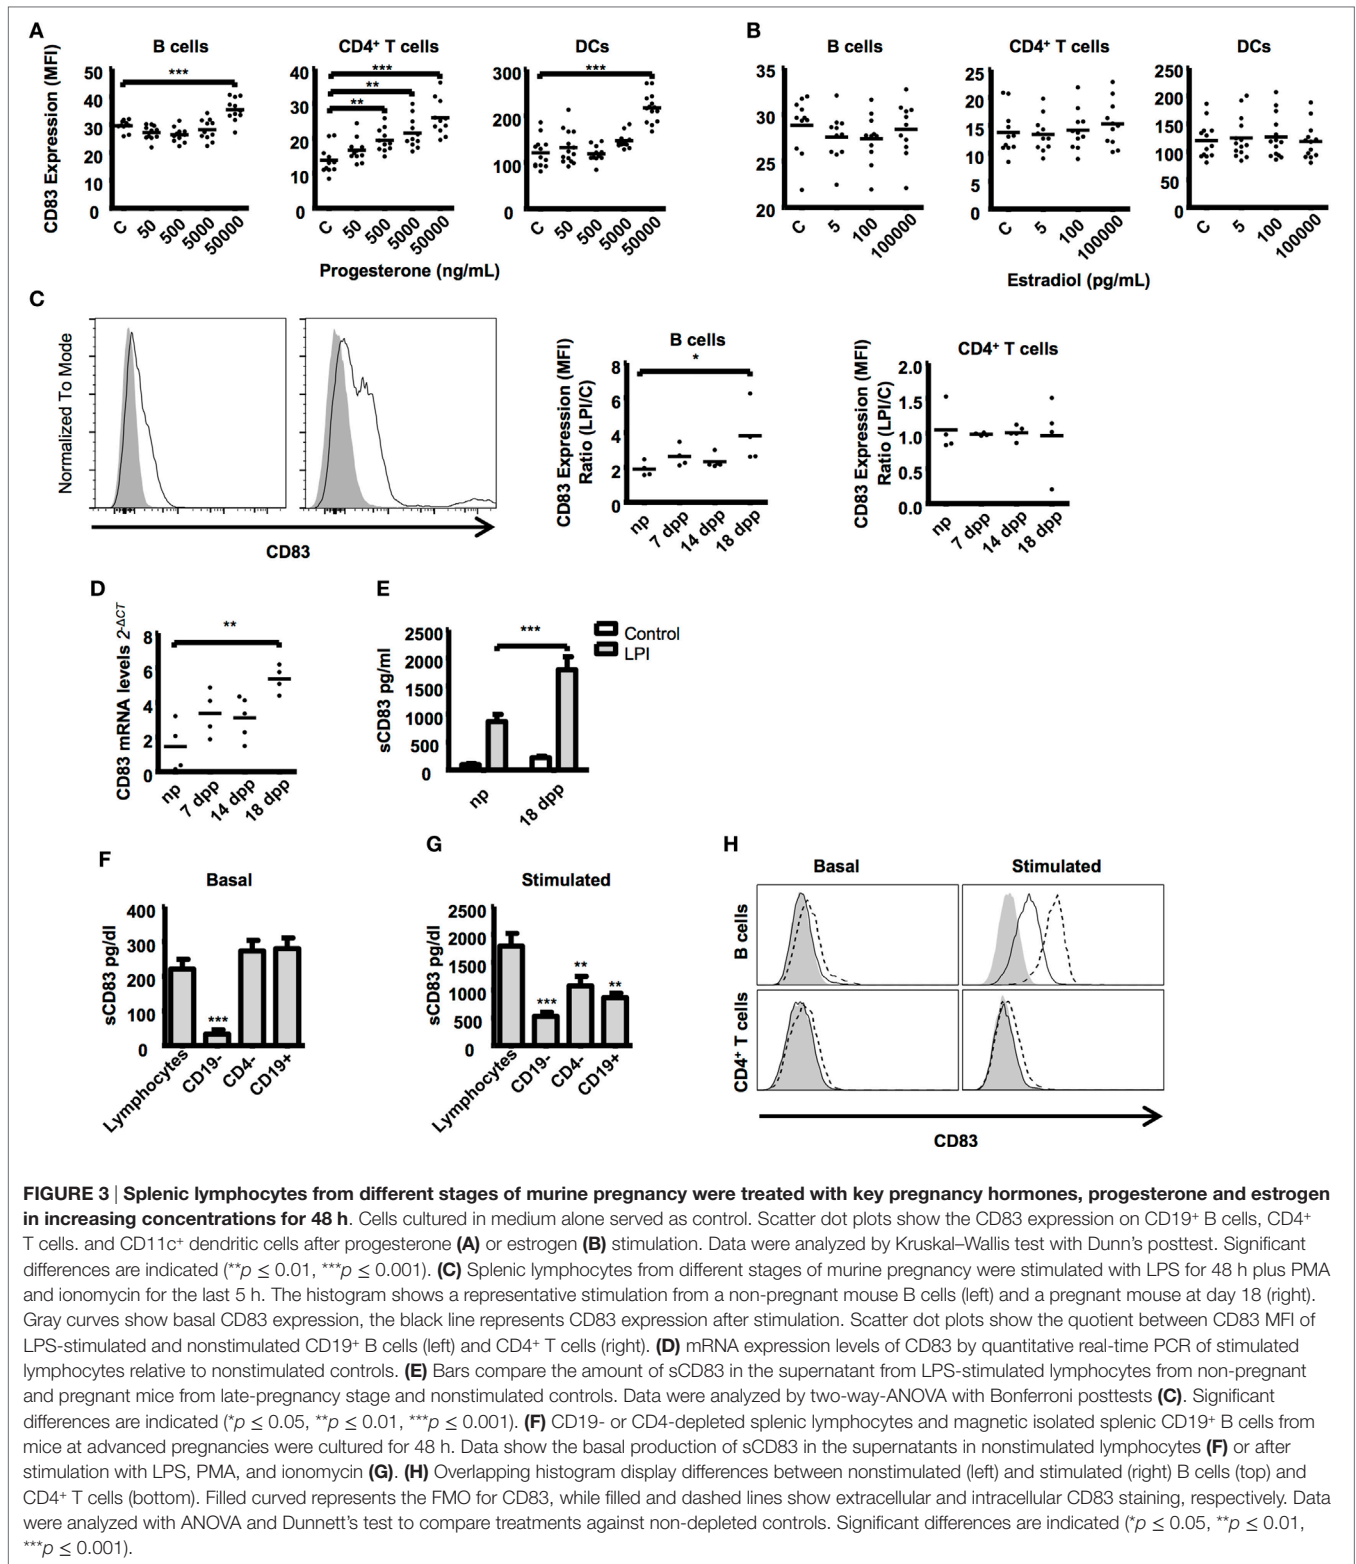 A
B
B cells
CD4+ T cells
DCs
B cells
CD4+ T cells
DCs
CD83 Expression (MFI)
50
40
30
20
10
0
***
C
50
500
5000
50000
40
30
20
10
0
***
**
**
C
50
500
5000
50000
300
200
100
0
***
C
50
500
5000
50000
Progesterone (ng/mL)
35
30
25
20
C
5
100
100000
25
20
15
10
5
0
C
5
100
100000
250
200
150
100
50
0
C
5
100
100000
Estradiol (pg/mL)
C
Normalized To Mode
CD83
B cells
CD83 Expression (MFI)
Ratio (LPI/C)
8
6
4
2
0
*
np
7 dpp
14 dpp
18 dpp
CD4+ T cells
CD83 Expression (MFI)
Ratio (LPI/C)
2.0
1.5
1.0
0.5
0.0
np
7 dpp
14 dpp
18 dpp
D
CD83 mRNA levels 2-ΔCT
8
6
4
2
0
**
np
7 dpp
14 dpp
18 dpp
E
sCD83 pg/ml
2500
2000
1500
1000
500
0
***
Control
LPI
np
18 dpp
F
Basal
sCD83 pg/dl
400
300
200
100
0
***
Lymphocytes
CD19-
CD4-
CD19+
G
Stimulated
sCD83 pg/dl
2500
2000
1500
1000
500
0
***
**
**
Lymphocytes
CD19-
CD4-
CD19+
H
Basal
Stimulated
B cells
CD4+ T cells
CD83
FIGURE 3 | Splenic lymphocytes from different stages of murine pregnancy were treated with key pregnancy hormones, progesterone and estrogen
in increasing concentrations for 48 h. Cells cultured in medium alone served as control. Scatter dot plots show the CD83 expression on CD19+ B cells, CD4+
T cells. and CD11c+ dendritic cells after progesterone (A) or estrogen (B) stimulation. Data were analyzed by Kruskal–Wallis test with Dunn's posttest. Significant
differences are indicated (**p ≤ 0.01, ***p ≤ 0.001). (C) Splenic lymphocytes from different stages of murine pregnancy were stimulated with LPS for 48 h plus PMA
and ionomycin for the last 5 h. The histogram shows a representative stimulation from a non-pregnant mouse B cells (left) and a pregnant mouse at day 18 (right).
Gray curves show basal CD83 expression, the black line represents CD83 expression after stimulation. Scatter dot plots show the quotient between CD83 MFI of
LPS-stimulated and nonstimulated CD19+ B cells (left) and CD4+ T cells (right). (D) mRNA expression levels of CD83 by quantitative real-time PCR of stimulated
lymphocytes relative to nonstimulated controls. (E) Bars compare the amount of sCD83 in the supernatant from LPS-stimulated lymphocytes from non-pregnant
and pregnant mice from late-pregnancy stage and nonstimulated controls. Data were analyzed by two-way-ANOVA with Bonferroni posttests (C). Significant
differences are indicated (*p ≤ 0.05, **p ≤ 0.01, ***p ≤ 0.001). (F) CD19- or CD4-depleted splenic lymphocytes and magnetic isolated splenic CD19+ B cells from
mice at advanced pregnancies were cultured for 48 h. Data show the basal production of sCD83 in the supernatants in nonstimulated lymphocytes (F) or after
stimulation with LPS, PMA, and ionomycin (G). (H) Overlapping histogram display differences between nonstimulated (left) and stimulated (right) B cells (top) and
CD4+ T cells (bottom). Filled curved represents the FMO for CD83, while filled and dashed lines show extracellular and intracellular CD83 staining, respectively. Data
were analyzed with ANOVA and Dunnett's test to compare treatments against non-depleted controls. Significant differences are indicated (*p ≤ 0.05, **p ≤ 0.01,
***p ≤ 0.001).